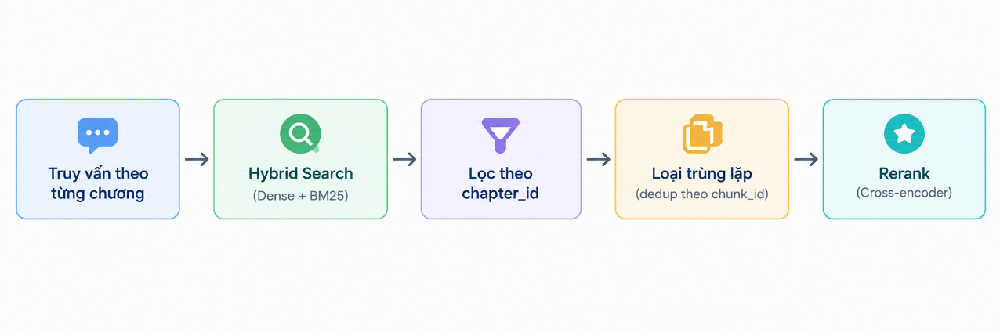 Truy vấn theo
từng chương
Hybrid Search
(Dense + BM25)
Lọc theo
chapter_id
Loại trùng lặp
(dedup theo chunk_id)
Rerank
(Cross-encoder)